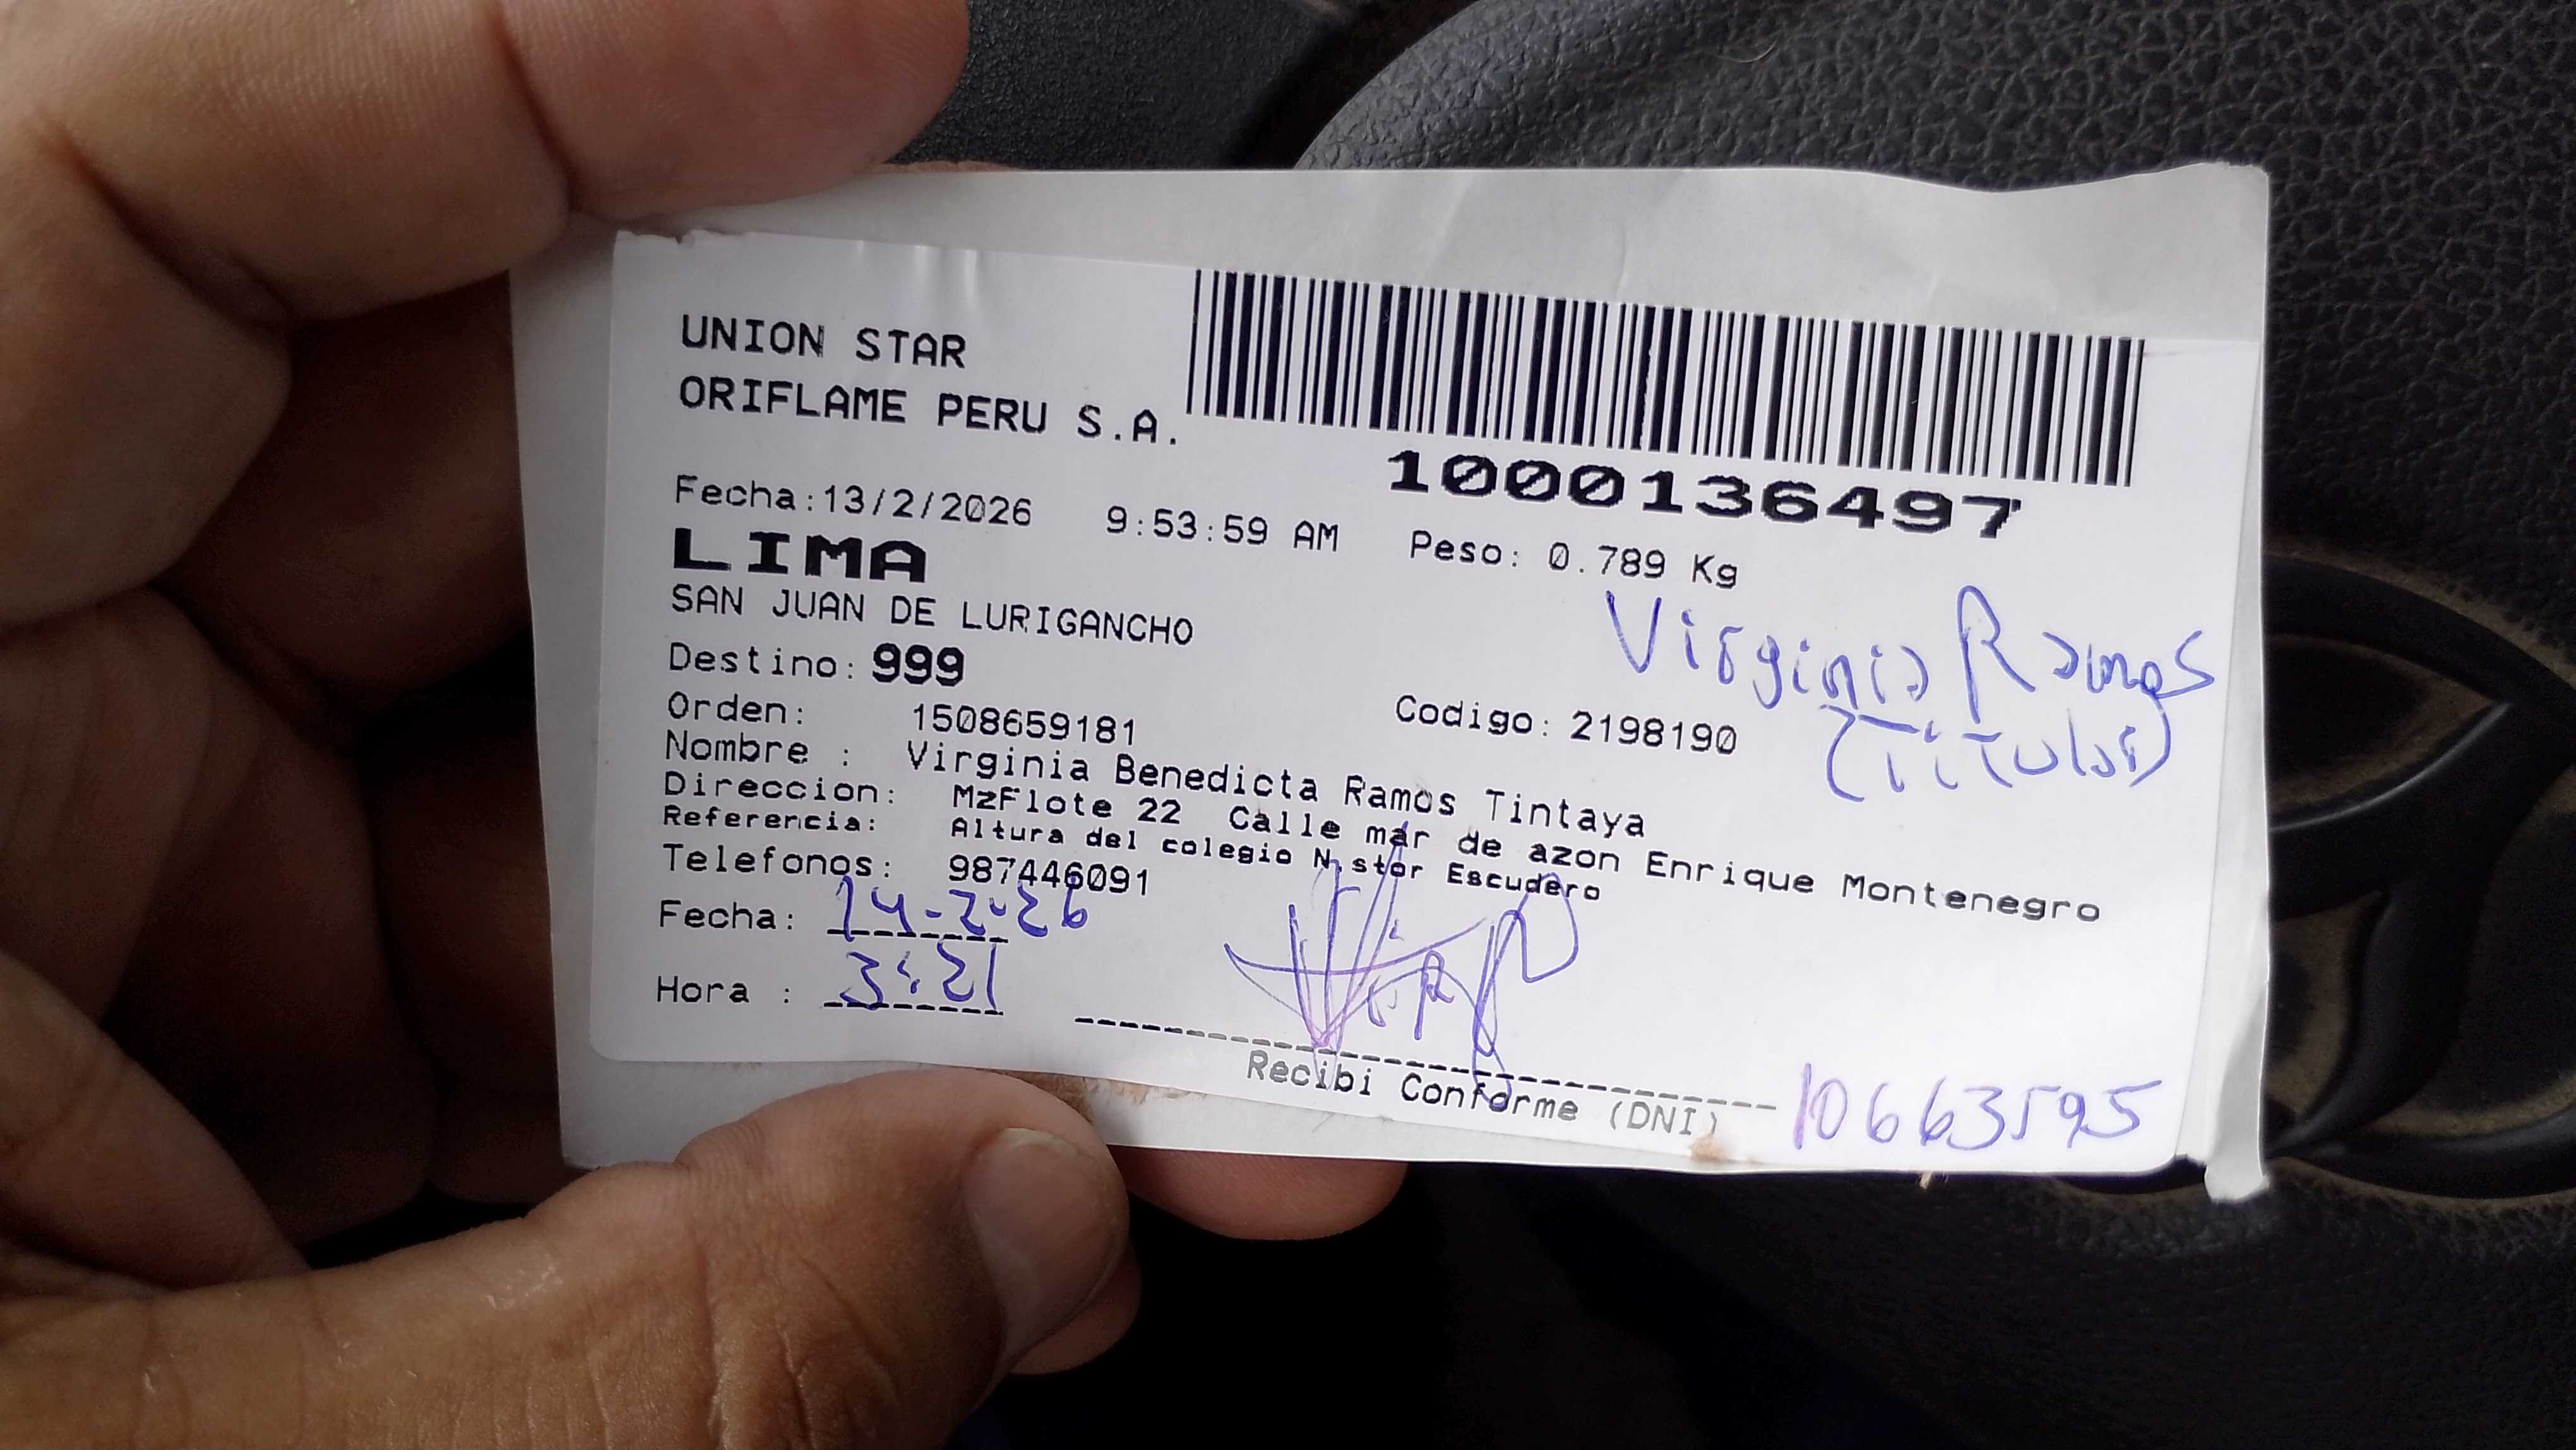 UNION STAR
ORIFLAME PERU S.A.
1000136497
Fecha:13/2/2026 9:53:59 AM Peso: 0.789 Kg
LIMA
SAN JUAN DE LURIGANCHO
Virginia Ramos
(Titular)
Destino: 999
Orden: 1508659181 Codigo: 2198190
Nombre : Virginia Benedicta Ramos Tintaya
Direccion: MzFlote 22 Calle mar de azon Enrique Montenegro
Referencia: Altura del colegio Escudero
Telefonos: 987446091
Fecha: 14-2-26
Hora : 3:21
Recibi Conforme (DNI) 10663595